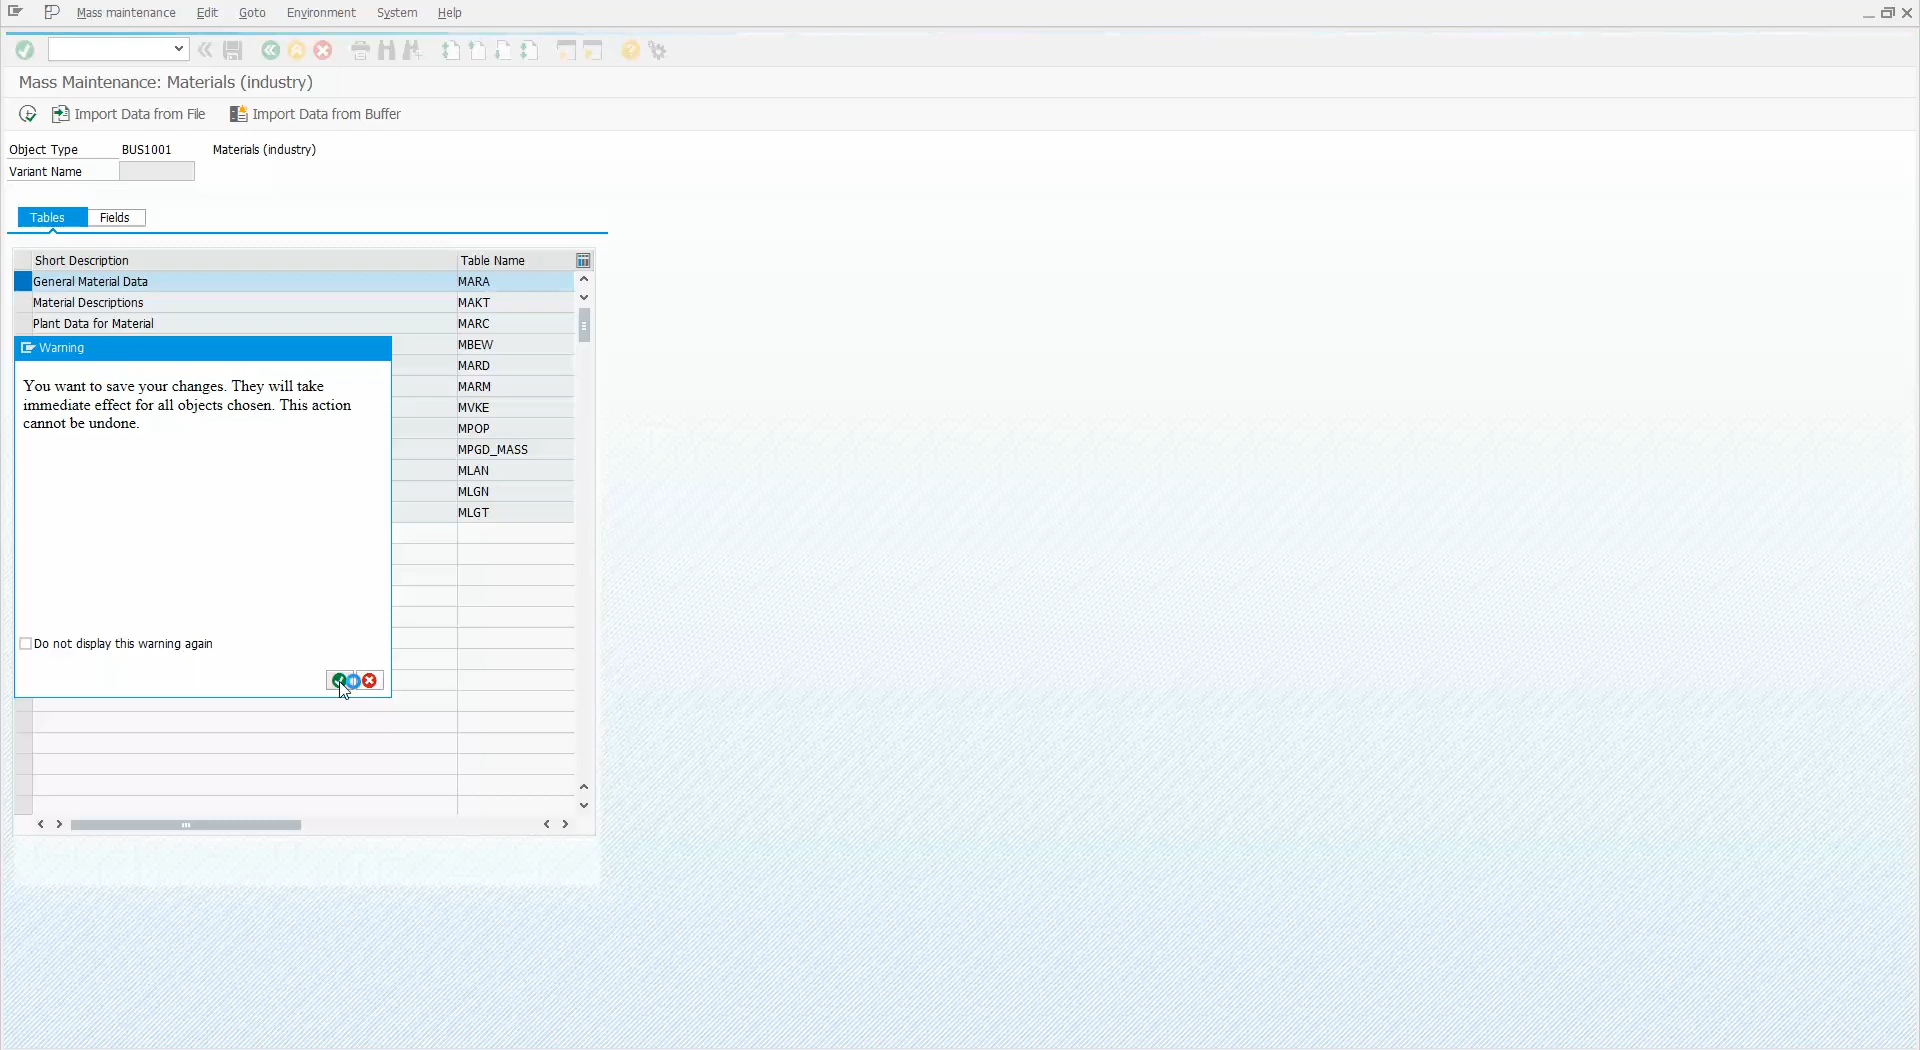 Mass maintenance Edit Goto Environment System Help
Mass Maintenance: Materials (industry)
Import Data from File Import Data from Buffer
Object Type BUS1001 Materials (industry)
Variant Name
Tables Fields
Short Description Table Name
General Material Data MARA
Material Descriptions MAKT
Plant Data for Material MARC
MBEW
MARD
MARM
MVKE
MPOP
MPGD_MASS
MLAN
MLGN
MLGT
Warning
You want to save your changes. They will take
immediate effect for all objects chosen. This action
cannot be undone.
Do not display this warning again